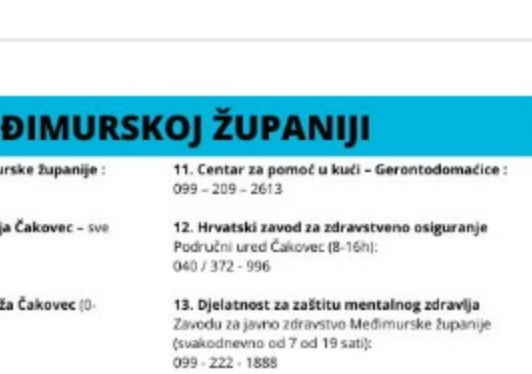 ĐIMURSKOJ ŽUPANIJI
urske županije :
ja Čakovec – sve
ža Čakovec (0-
11. Centar za pomoć u kući – Gerontodomaćice :
099 – 209 – 2613
12. Hrvatski zavod za zdravstveno osiguranje
Područni ured Čakovec (8-16h):
040 / 372 - 996
13. Djelatnost za zaštitu mentalnog zdravlja
Zavodu za javno zdravstvo Međimurske županije
(svakodnevno od 7 od 19 sati):
099 - 222 - 1888